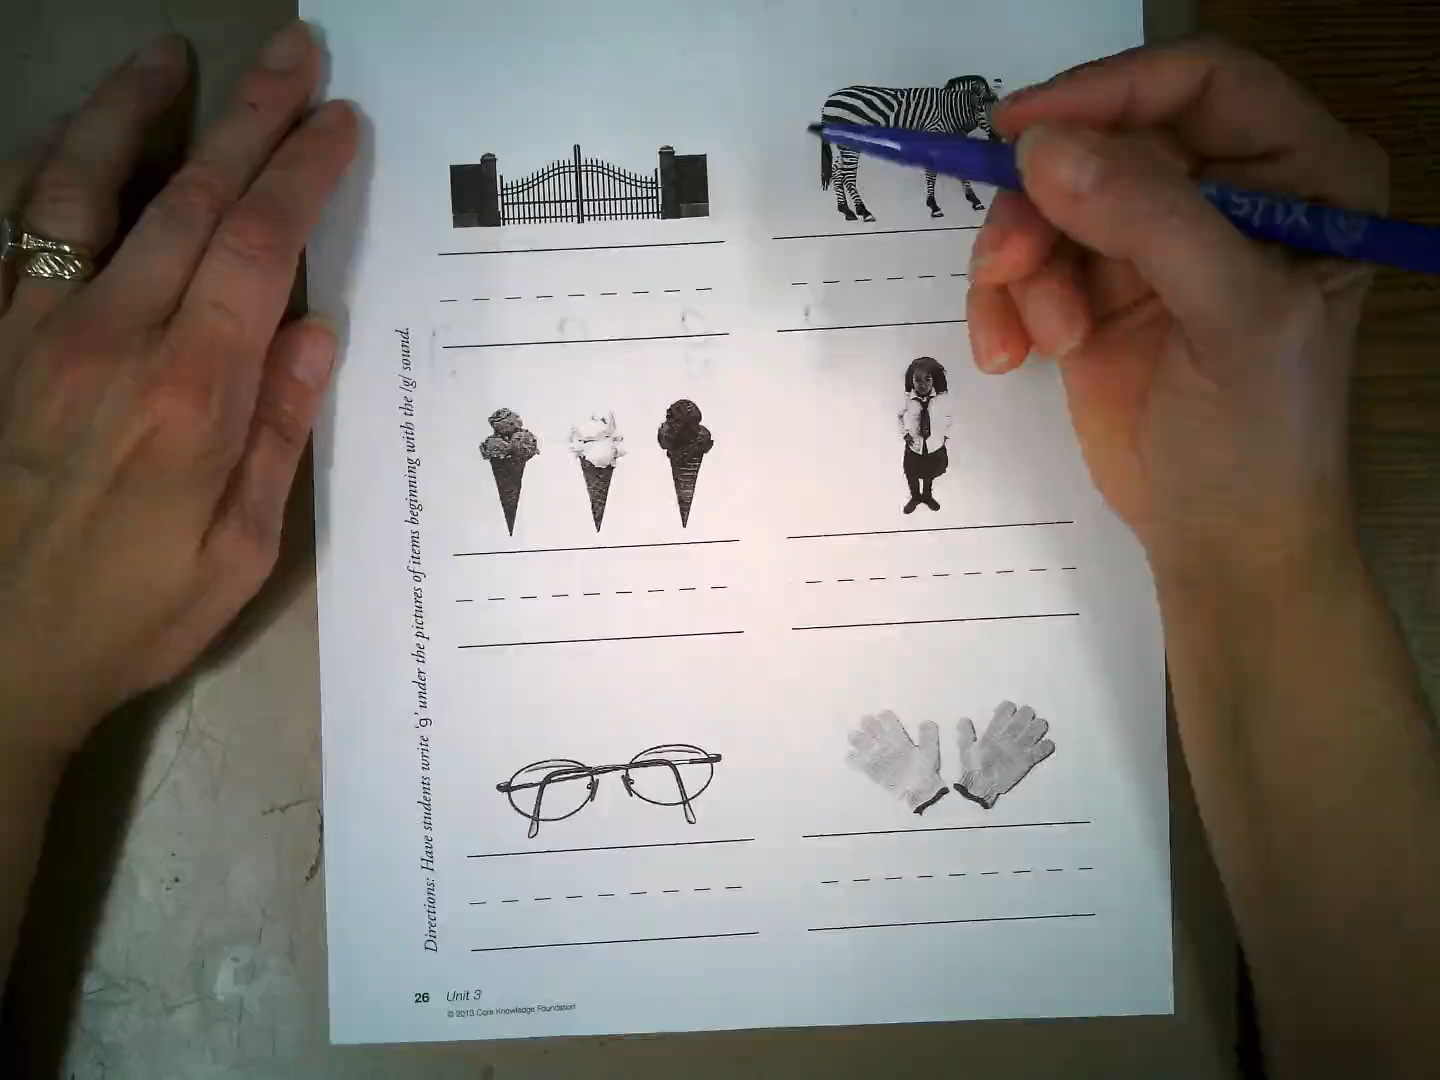 Directions: Have students write 'g' under the pictures of items beginning with the /g/ sound.
26 Unit 3
© 2013 Core Knowledge Foundation
STIX